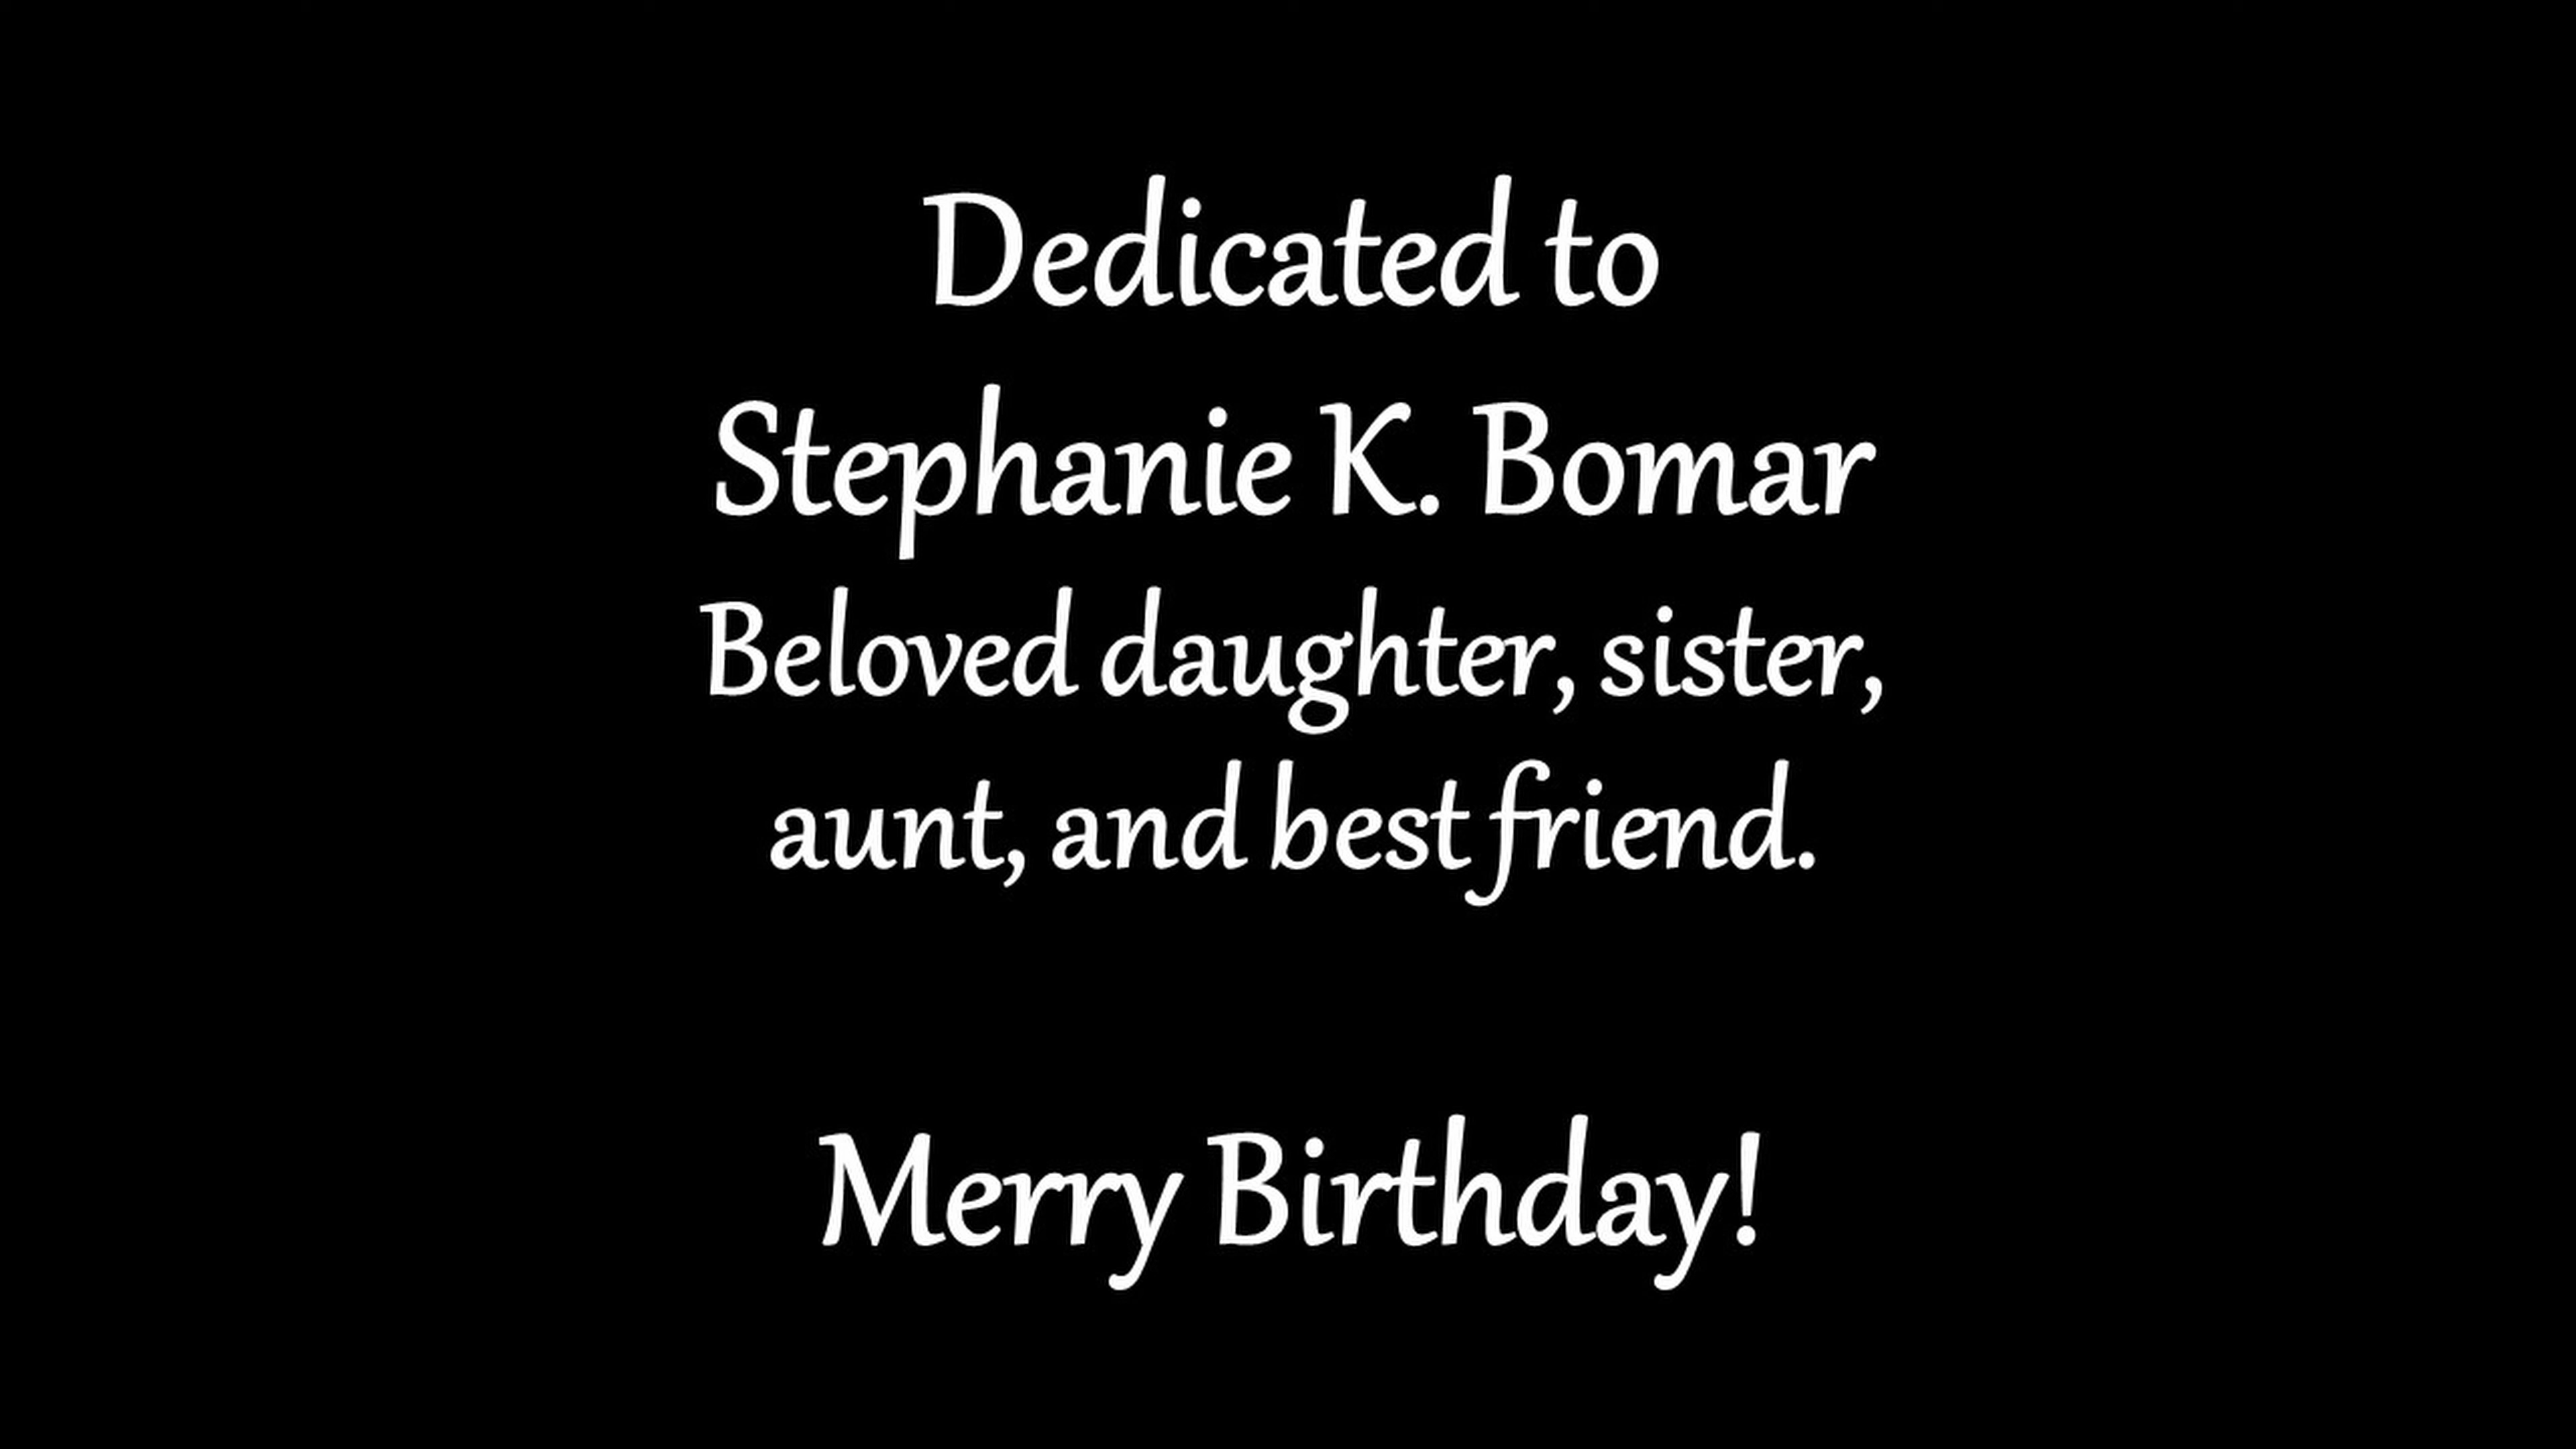 Dedicated to
Stephanie K. Bomar
Beloved daughter, sister,
aunt, and best friend.
Merry Birthday!